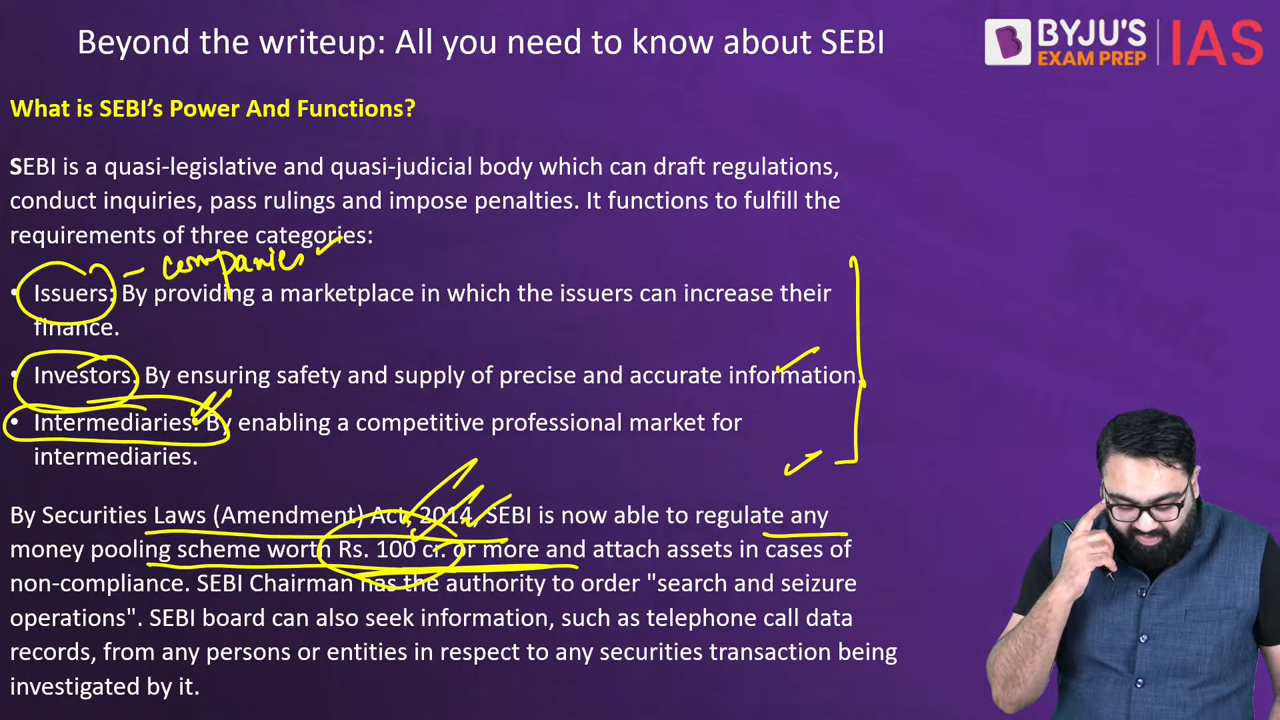 Beyond the writeup: All you need to know about SEBI
BYJU'S
EXAM PREP
IAS
What is SEBI's Power And Functions?
SEBI is a quasi-legislative and quasi-judicial body which can draft regulations,
conduct inquiries, pass rulings and impose penalties. It functions to fulfill the
requirements of three categories:
– companies
• Issuers: By providing a marketplace in which the issuers can increase their
finance.
• Investors: By ensuring safety and supply of precise and accurate information.
• Intermediaries: By enabling a competitive professional market for
intermediaries.
By Securities Laws (Amendment) Act, 2014, SEBI is now able to regulate any
money pooling scheme worth Rs. 100 cr. or more and attach assets in cases of
non-compliance. SEBI Chairman has the authority to order "search and seizure
operations". SEBI board can also seek information, such as telephone call data
records, from any persons or entities in respect to any securities transaction being
investigated by it.